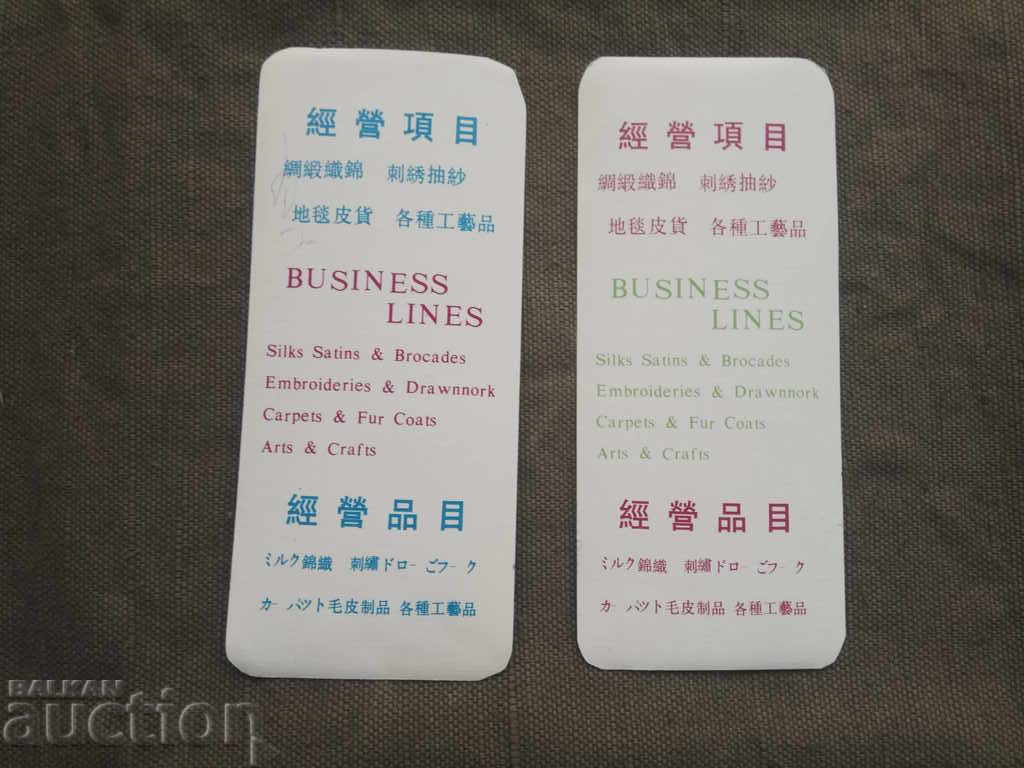 經營項目
綢緞織錦 刺綉抽紗
地毯皮貨 各種工藝品
BUSINESS
LINES
Silks Satins & Brocades
Embroideries & Drawnnork
Carpets & Fur Coats
Arts & Crafts
經營品目
ミルク錦織 刺繡ドローごフーク
カーパツト毛皮制品 各種工藝品
經營項目
綢緞織錦 刺綉抽紗
地毯皮貨 各種工藝品
BUSINESS
LINES
Silks Satins & Brocades
Embroideries & Drawnnork
Carpets & Fur Coats
Arts & Crafts
經營品目
ミルク錦織 刺繡ドローごフーク
カーパツト毛皮制品 各種工藝品
BALKAN
auction